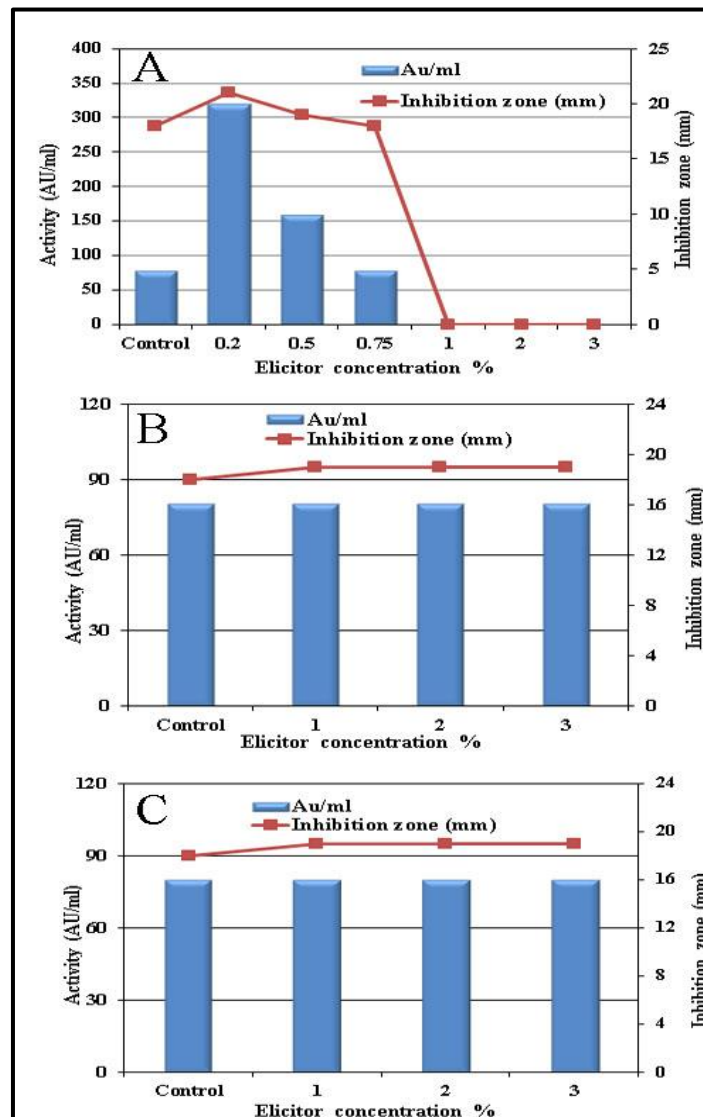 A
Au/ml
Inhibition zone (mm)
400
350
300
250
200
150
100
50
0
25
20
15
10
5
0
Activity (AU/ml)
Inhibition zone (mm)
Control 0.2 0.5 0.75 1 2 3
Elicitor concentration %
B
Au/ml
Inhibition zone (mm)
120
90
60
30
0
24
20
16
12
8
4
0
Activity (AU/ml)
Inhibition zone (mm)
Control 1 2 3
Elicitor concentration %
C
Au/ml
Inhibition zone (mm)
120
90
60
30
0
24
20
16
12
8
4
0
Activity (AU/ml)
Inhibition zone (mm)
Control 1 2 3
Elicitor concentration %